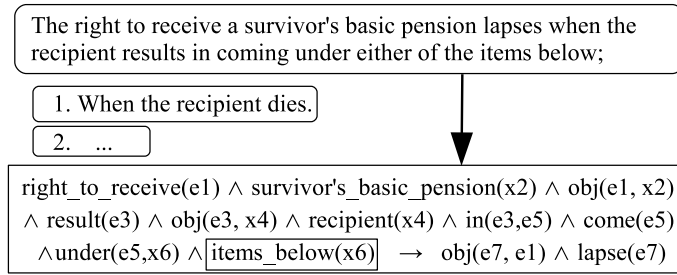 The right to receive a survivor's basic pension lapses when the
recipient results in coming under either of the items below;
1. When the recipient dies.
2. ...
right_to_receive(e1) ∧ survivor's_basic_pension(x2) ∧ obj(e1, x2)
∧ result(e3) ∧ obj(e3, x4) ∧ recipient(x4) ∧ in(e3,e5) ∧ come(e5)
∧under(e5,x6) ∧ items_below(x6) → obj(e7, e1) ∧ lapse(e7)